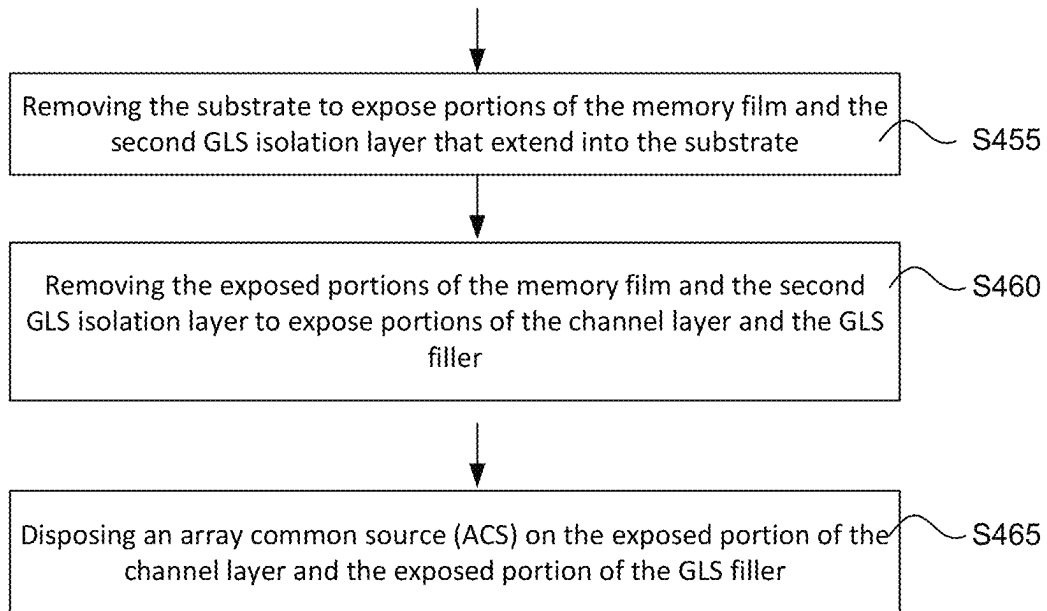 Removing the substrate to expose portions of the memory film and the
second GLS isolation layer that extend into the substrate
S455
Removing the exposed portions of the memory film and the second
GLS isolation layer to expose portions of the channel layer and the GLS
filler
S460
Disposing an array common source (ACS) on the exposed portion of the
channel layer and the exposed portion of the GLS filler
S465